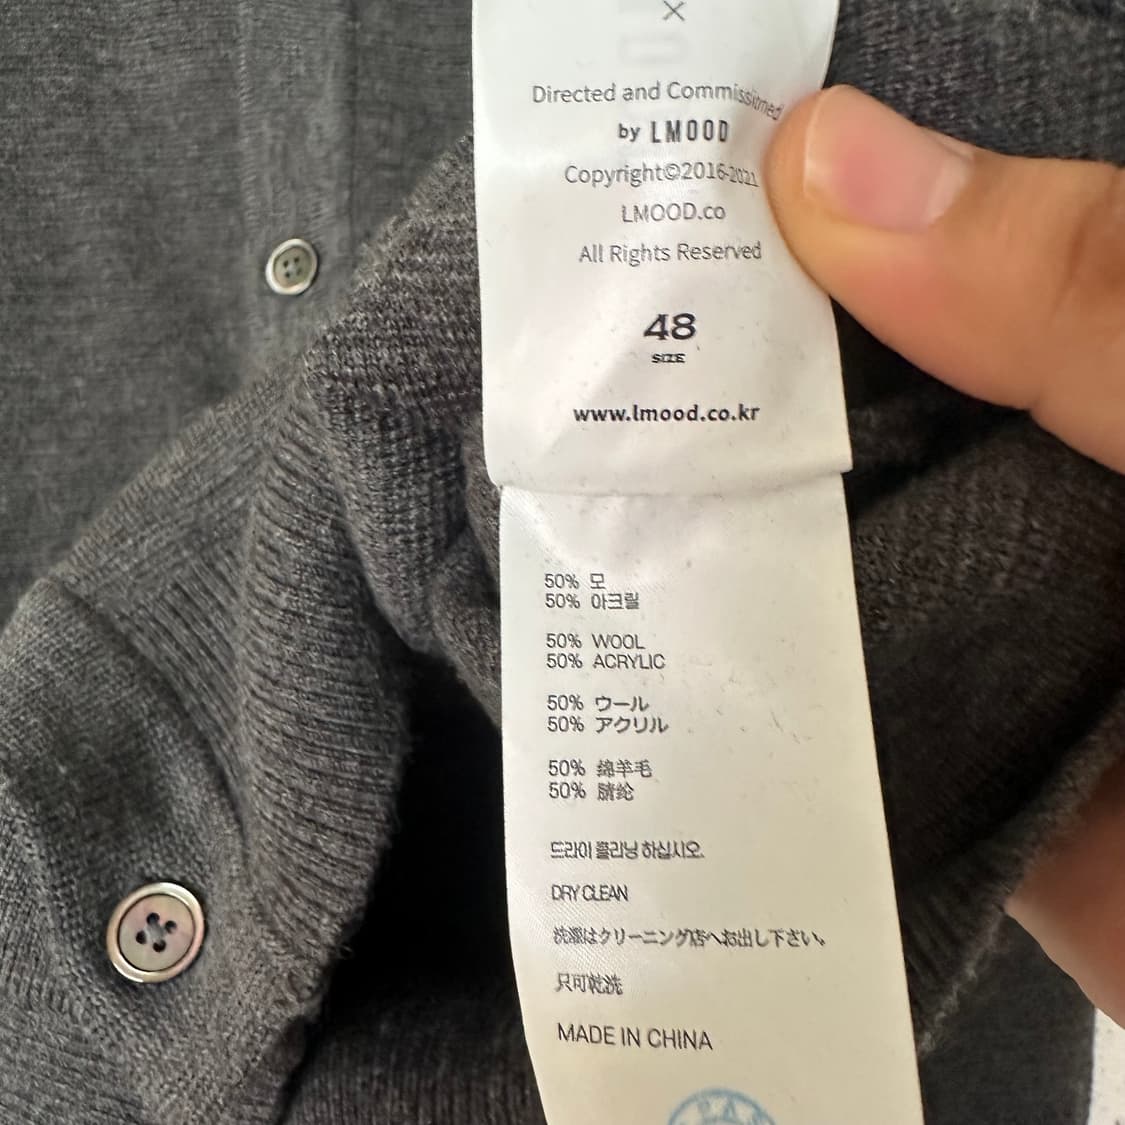 ×
Directed and Commissitmed
by LMOOD
Copyright©2016-2021
LMOOD.co
All Rights Reserved
48
SIZE
www.lmood.co.kr
50% 모
50% 아크릴
50% WOOL
50% ACRYLIC
50% ウール
50% アクリル
50% 绵羊毛
50% 腈纶
드라이 클리닝 하십시오.
DRY CLEAN
洗濯はクリーニング店へお出し下さい。
只可乾洗
MADE IN CHINA